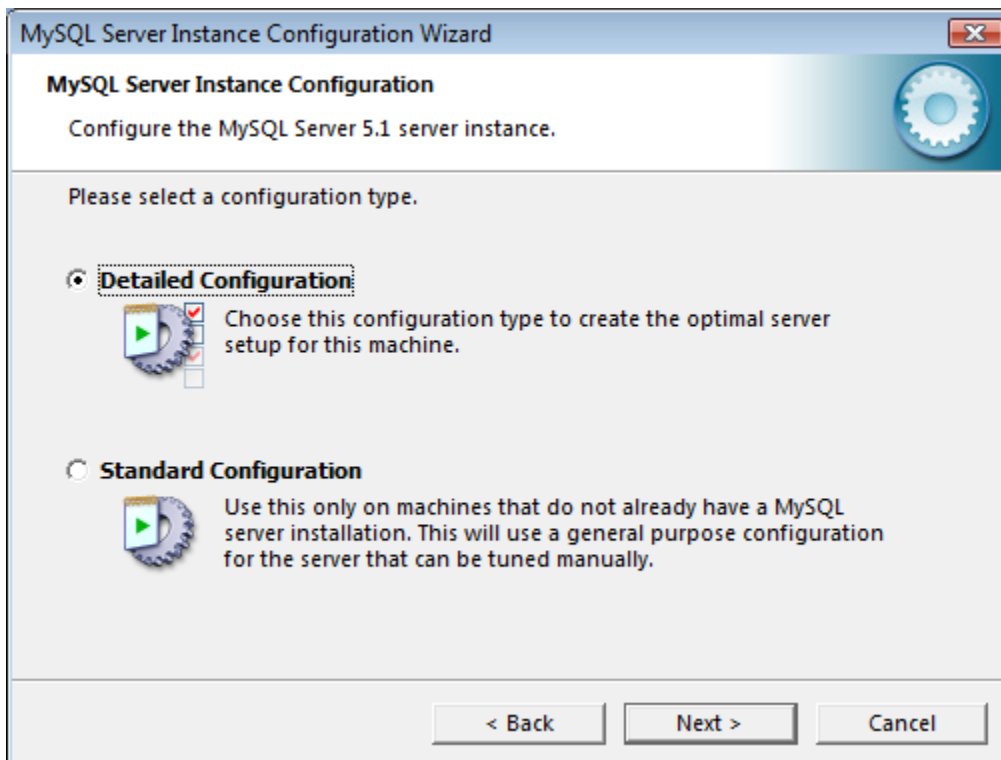 MySQL Server Instance Configuration Wizard
MySQL Server Instance Configuration
Configure the MySQL Server 5.1 server instance.
Please select a configuration type.
Detailed Configuration
Choose this configuration type to create the optimal server
setup for this machine.
Standard Configuration
Use this only on machines that do not already have a MySQL
server installation. This will use a general purpose configuration
for the server that can be tuned manually.
< Back
Next >
Cancel